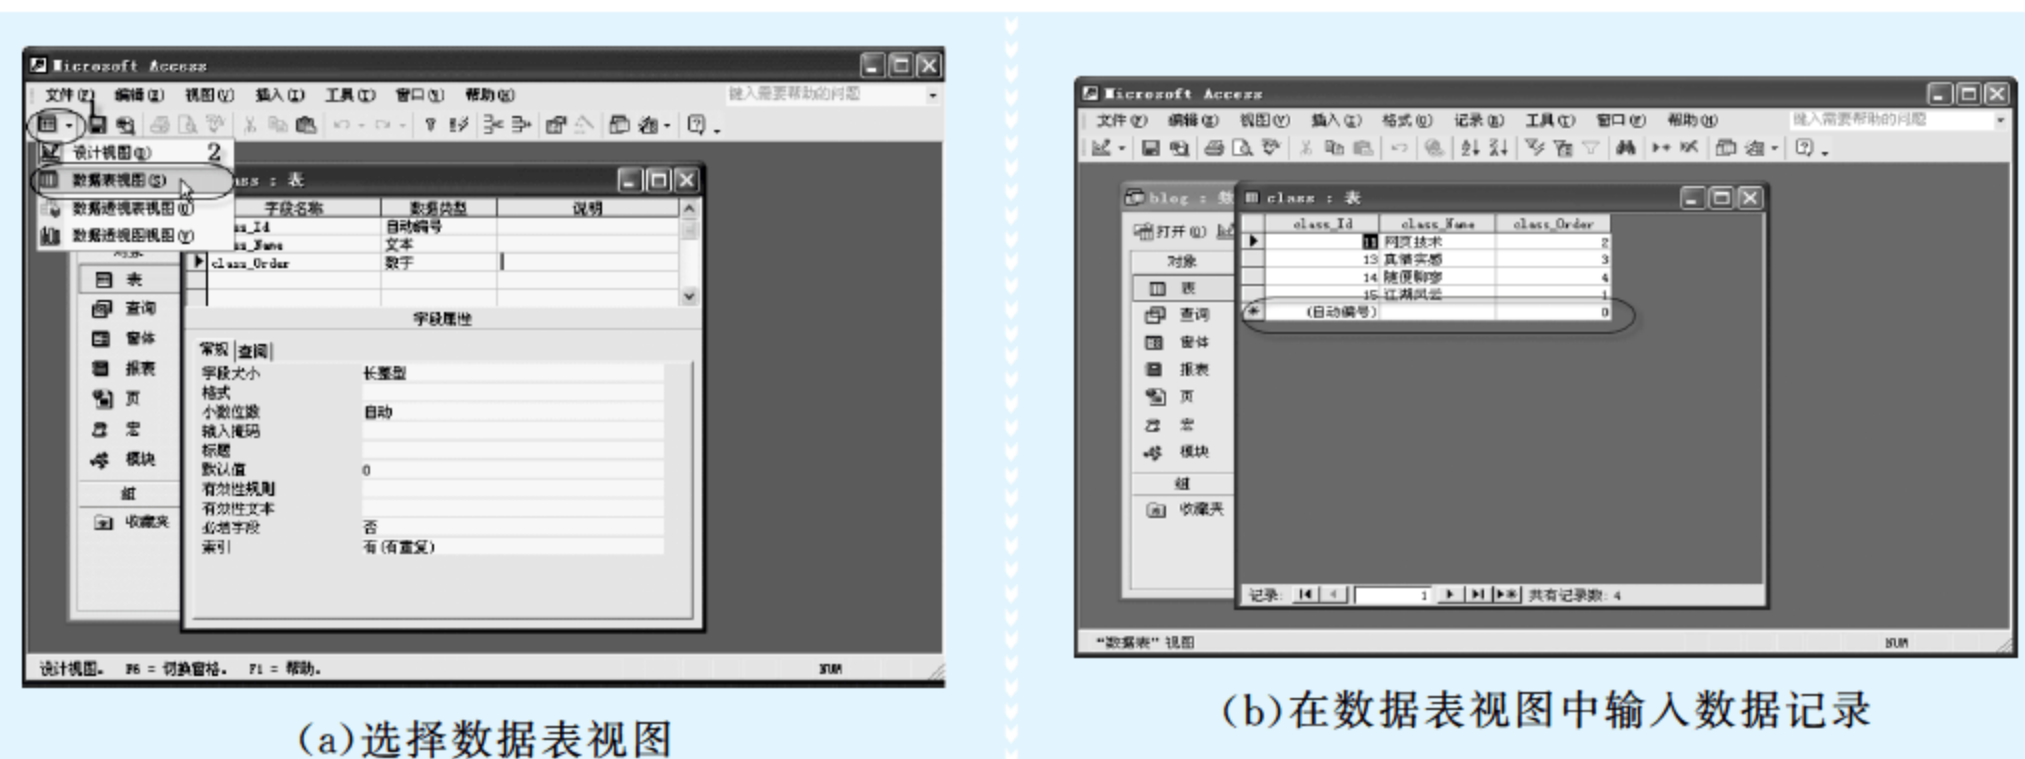 Microsoft Access
文件(F) 编辑(E) 视图(V) 插入(I) 工具(T) 窗口(W) 帮助(H) 键入需要帮助的问题
设计视图(D) 2
数据表视图(S)
数据透视表视图(O)
数据透视图视图(V)
: 表
字段名称 数据类型 说明
自动编号
文本
class_Order 数字
对象
表
查询
窗体
报表
页
宏
模块
组
收藏夹
字段属性
常规 查阅
字段大小 长整型
格式
小数位数 自动
输入掩码
标题
默认值 0
有效性规则
有效性文本
必填字段 否
索引 有(有重复)
设计视图。 F6 = 切换窗格。 F1 = 帮助。 NUM
(a)选择数据表视图
Microsoft Access
文件(F) 编辑(E) 视图(V) 插入(I) 格式(O) 记录(R) 工具(T) 窗口(W) 帮助(H) 键入需要帮助的问题
blog : 数
class : 表
打开(O)
对象
表
查询
窗体
报表
页
宏
模块
组
收藏夹
class_Id class_Name class_Order
网页技术 2
13 真情实感 3
14 随便聊聊 4
15 江湖风云 1
(自动编号) 0
记录: 1 共有记录数: 4
“数据表” 视图 NUM
(b)在数据表视图中输入数据记录